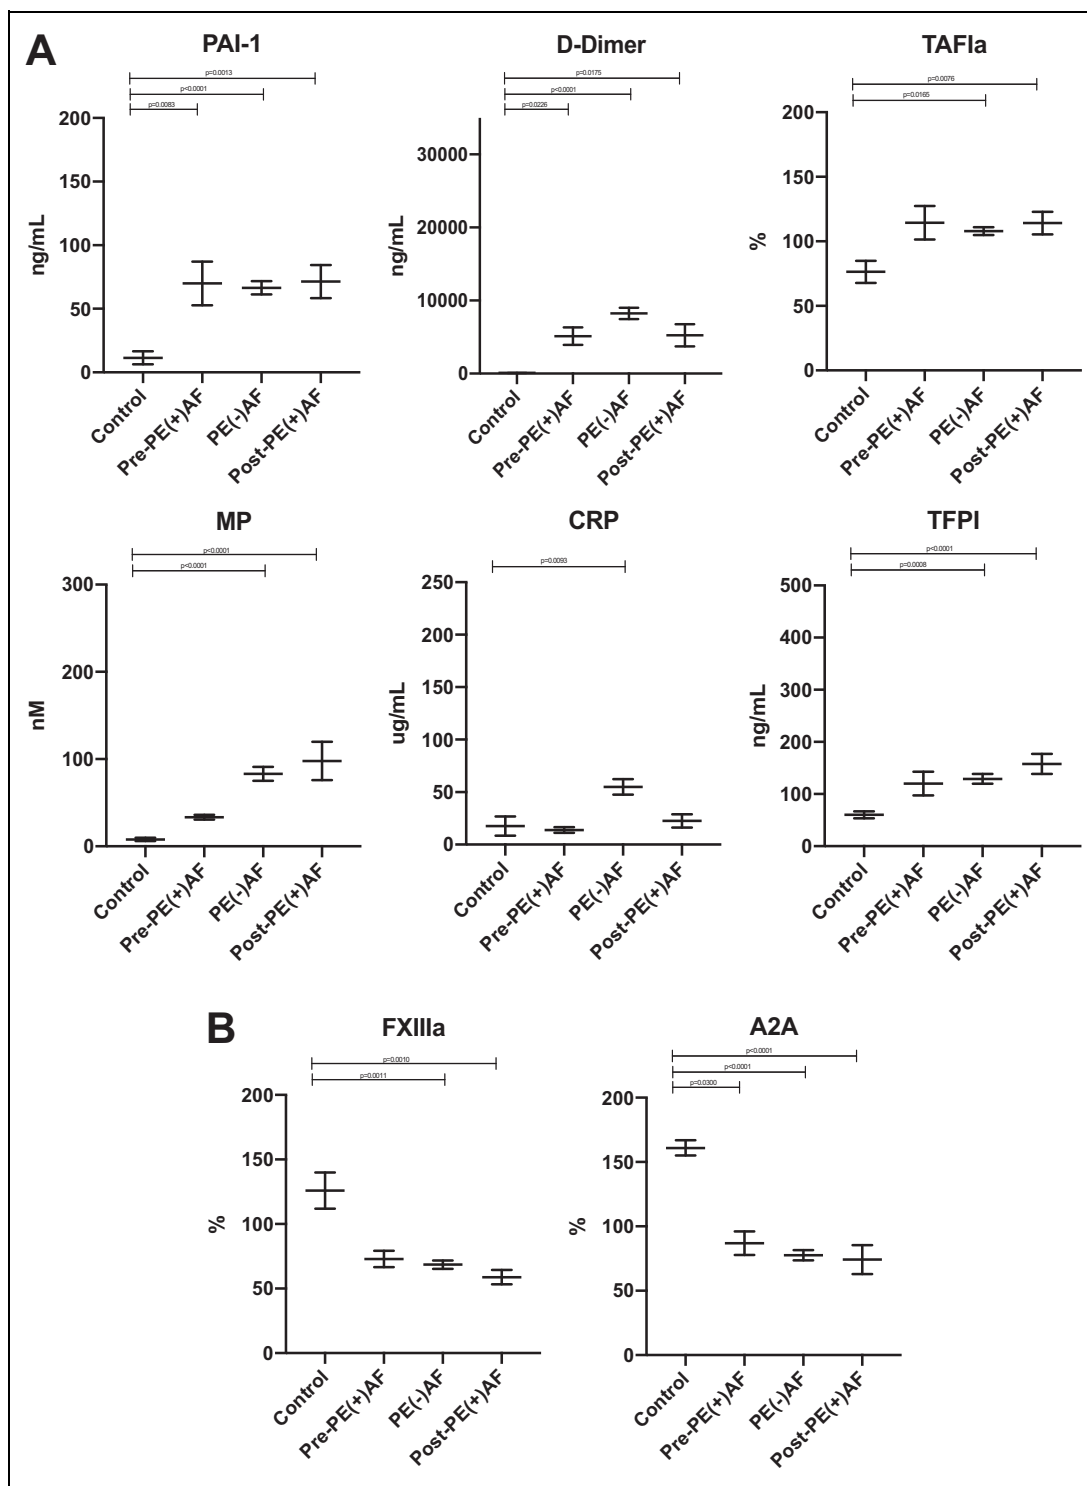 A
PAI-1
p=0.0013
p<0.0001
p=0.0083
200
150
100
50
0
ng/mL
Control
Pre-PE(+)AF
PE(-)AF
Post-PE(+)AF
D-Dimer
p=0.0175
p<0.0001
p=0.0226
30000
20000
10000
0
ng/mL
Control
Pre-PE(+)AF
PE(-)AF
Post-PE(+)AF
TAFIa
p=0.0076
p=0.0165
200
150
100
50
0
%
Control
Pre-PE(+)AF
PE(-)AF
Post-PE(+)AF
MP
p<0.0001
p<0.0001
300
200
100
0
nM
Control
Pre-PE(+)AF
PE(-)AF
Post-PE(+)AF
CRP
p=0.0093
250
200
150
100
50
0
ug/mL
Control
Pre-PE(+)AF
PE(-)AF
Post-PE(+)AF
TFPI
p<0.0001
p=0.0008
500
400
300
200
100
0
ng/mL
Control
Pre-PE(+)AF
PE(-)AF
Post-PE(+)AF
B
FXIIIa
p=0.0010
p=0.0011
200
150
100
50
0
%
Control
Pre-PE(+)AF
PE(-)AF
Post-PE(+)AF
A2A
p<0.0001
p<0.0001
p=0.0300
200
150
100
50
0
%
Control
Pre-PE(+)AF
PE(-)AF
Post-PE(+)AF